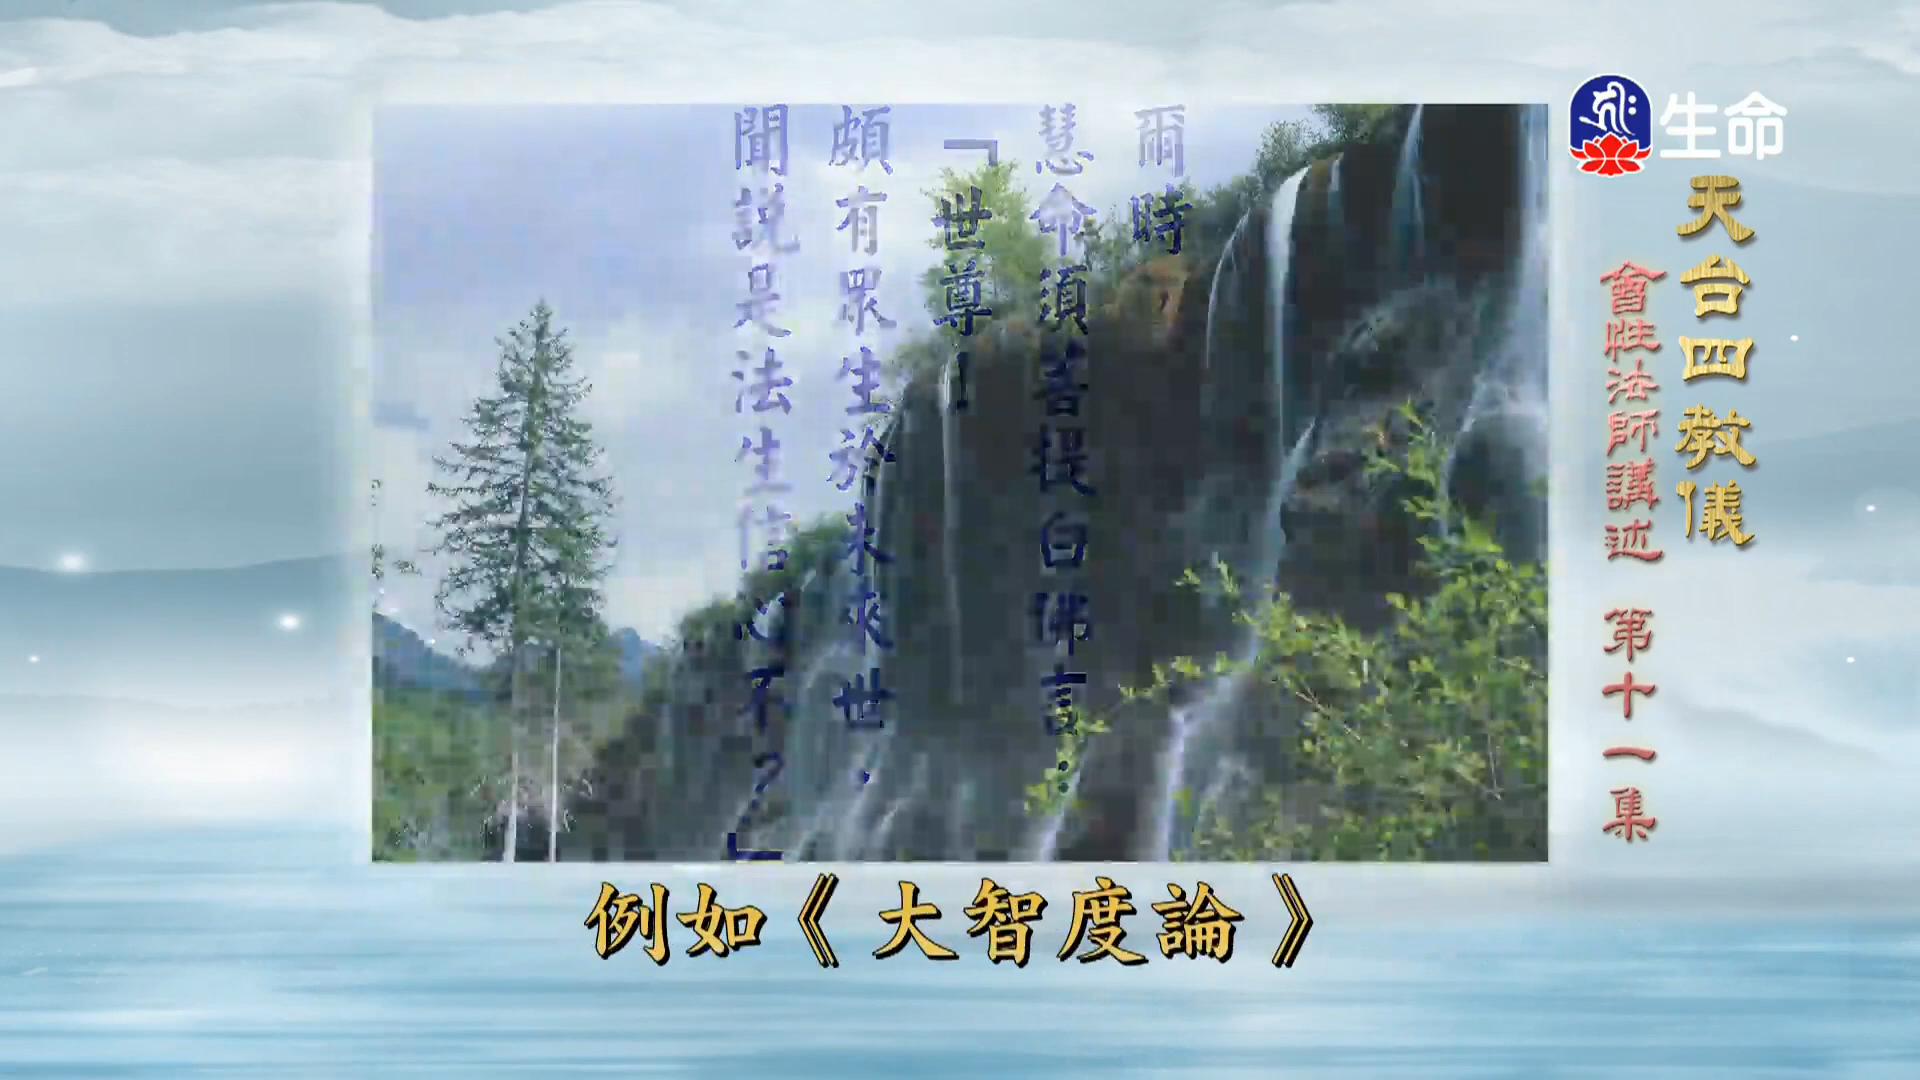 生命
天台四教儀
會性法師講述 第十一集
爾時
慧命須菩提白佛言：
「世尊！
頗有眾生於未來世，
聞說是法生信心不？」
例如《大智度論》